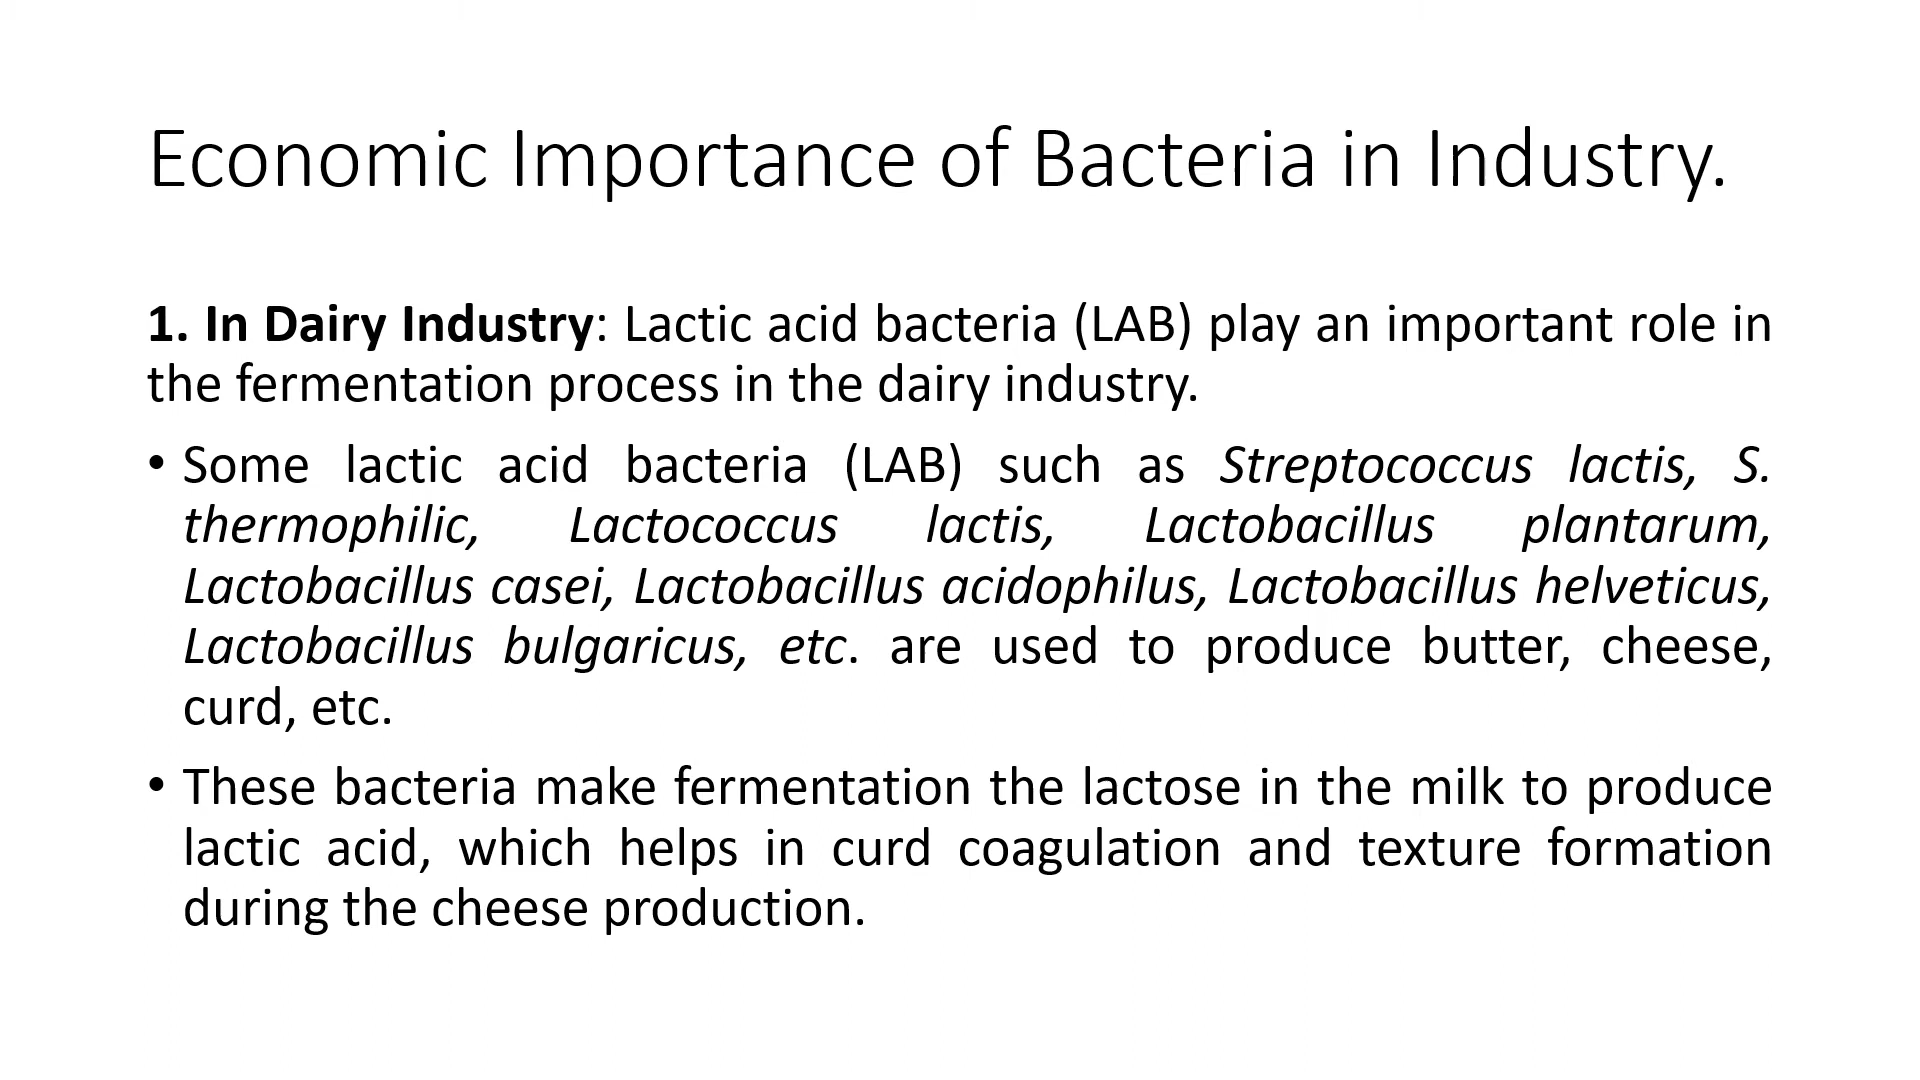 Economic Importance of Bacteria in Industry.
1. In Dairy Industry: Lactic acid bacteria (LAB) play an important role in
the fermentation process in the dairy industry.
• Some lactic acid bacteria (LAB) such as Streptococcus lactis, S.
thermophilic, Lactococcus lactis, Lactobacillus plantarum,
Lactobacillus casei, Lactobacillus acidophilus, Lactobacillus helveticus,
Lactobacillus bulgaricus, etc. are used to produce butter, cheese,
curd, etc.
• These bacteria make fermentation the lactose in the milk to produce
lactic acid, which helps in curd coagulation and texture formation
during the cheese production.